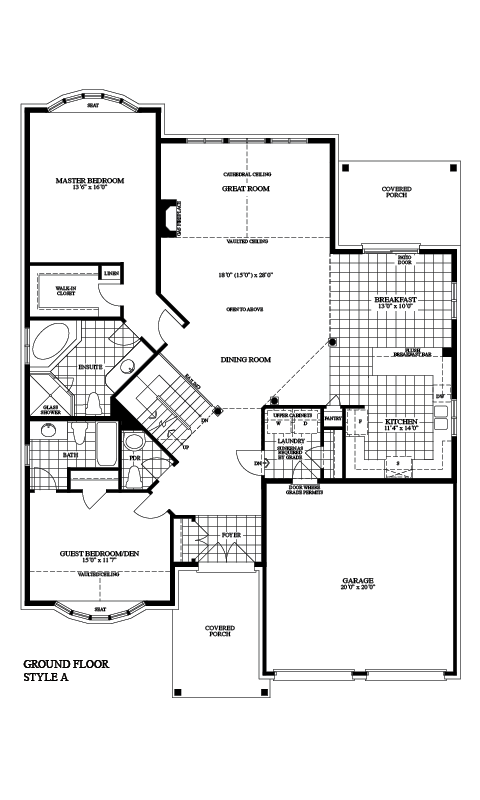 SEAT
MASTER BEDROOM
13'6" x 16'0"
CATHEDRAL CEILING
GREAT ROOM
GAS FIREPLACE
VAULTED CEILING
COVERED
PORCH
PATIO
DOOR
LINEN
WALK-IN
CLOSET
18'0" (15'0") x 28'0"
OPEN TO ABOVE
BREAKFAST
13'0" x 10'0"
FLUSH
BREAKFAST BAR
DINING ROOM
ENSUITE
RAILING
GLASS
SHOWER
DN
UP
DW
UPPER CABINETS
W D
PANTRY
F
KITCHEN
11'4" x 14'0"
BATH
PDR
LAUNDRY
SUNKEN AS
REQUIRED
BY GRADE
DN
S
DOOR WHERE
GRADE PERMITS
FOYER
GUEST BEDROOM/DEN
15'0" x 11'7"
VAULTED CEILING
SEAT
GARAGE
20'0" x 20'0"
COVERED
PORCH
GROUND FLOOR
STYLE A